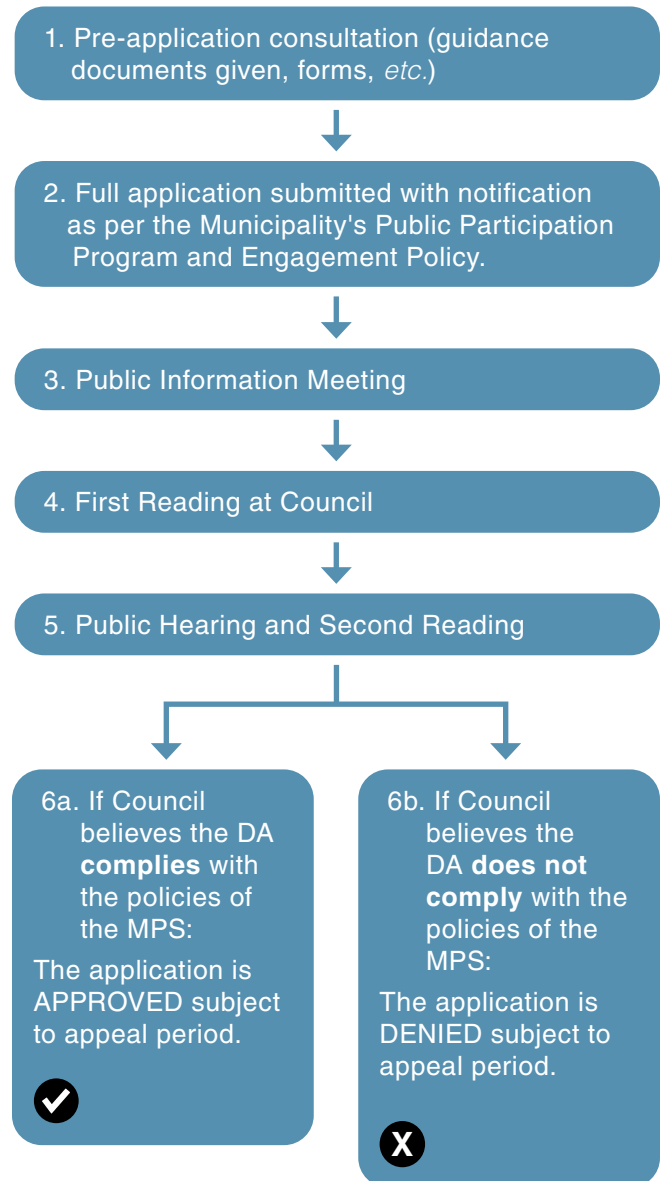 1. Pre-application consultation (guidance
documents given, forms, etc.)
2. Full application submitted with notification
as per the Municipality's Public Participation
Program and Engagement Policy.
3. Public Information Meeting
4. First Reading at Council
5. Public Hearing and Second Reading
6a. If Council
believes the DA
complies with
the policies of
the MPS:
The application is
APPROVED subject
to appeal period.
6b. If Council
believes the
DA does not
comply with the
policies of the
MPS:
The application is
DENIED subject to
appeal period.
X